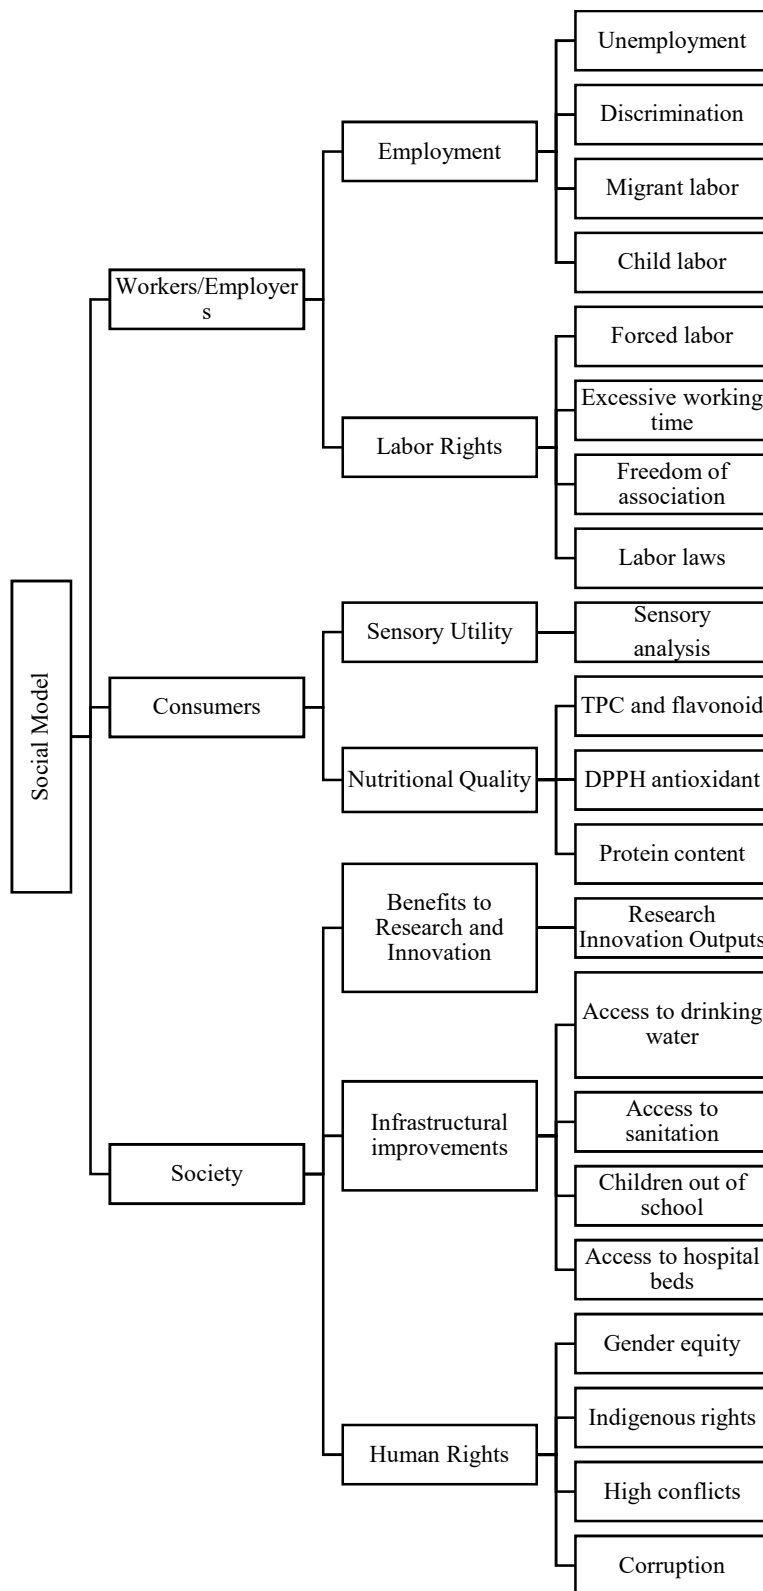 Social Model
Workers/Employer
s
Employment
Unemployment
Discrimination
Migrant labor
Child labor
Labor Rights
Forced labor
Excessive working
time
Freedom of
association
Labor laws
Consumers
Sensory Utility
Sensory
analysis
Nutritional Quality
TPC and flavonoid
DPPH antioxidant
Protein content
Society
Benefits to
Research and
Innovation
Research
Innovation Outputs
Infrastructural
improvements
Access to drinking
water
Access to
sanitation
Children out of
school
Access to hospital
beds
Human Rights
Gender equity
Indigenous rights
High conflicts
Corruption